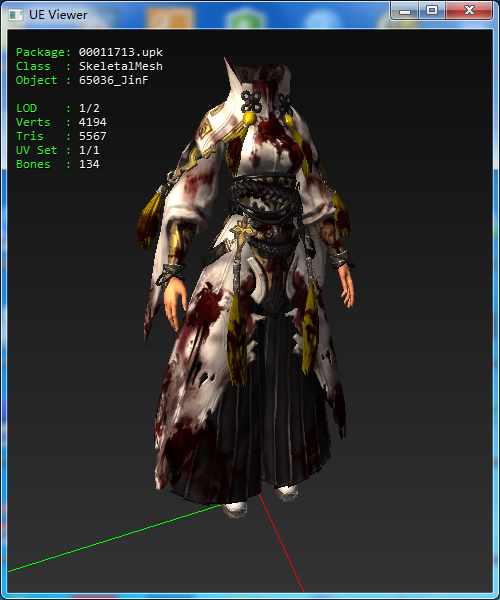 UE Viewer
Package: 00011713.upk
Class : SkeletalMesh
Object : 65036_JinF
LOD : 1/2
Verts : 4194
Tris : 5567
UV Set : 1/1
Bones : 134